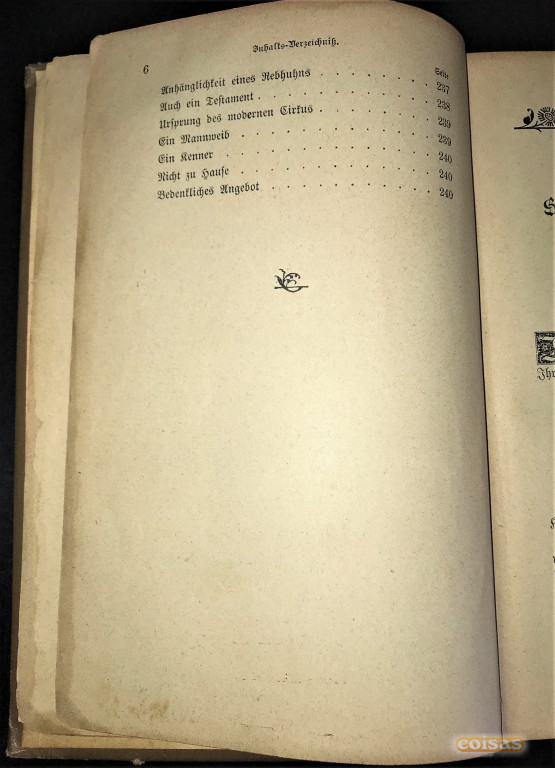 6
Inhalts-Verzeichniß.
Seite
Anhänglichkeit eines Rebhuhns . . . . . . . . 237
Auch ein Testament . . . . . . . . . . 238
Ursprung des modernen Cirkus . . . . . . . 239
Ein Mannweib . . . . . . . . . . . 239
Ein Kenner . . . . . . . . . . . . 240
Nicht zu Hause . . . . . . . . . . . 240
Bedenkliches Angebot . . . . . . . . . . 240
Ihr
coisas